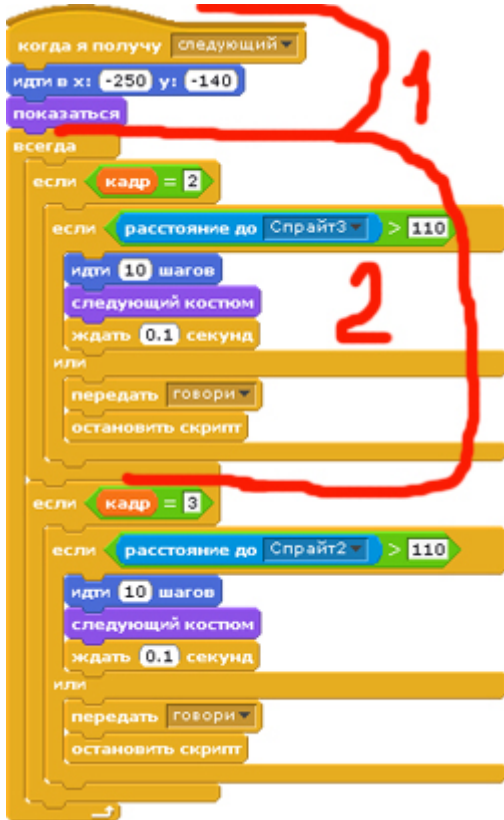 когда я получу следующий
идти в x: -250 y: -140
показаться
всегда
если кадр = 2
если расстояние до Спрайт3 > 110
идти 10 шагов
следующий костюм
ждать 0.1 секунд
или
передать говори
остановить скрипт
если кадр = 3
если расстояние до Спрайт2 > 110
идти 10 шагов
следующий костюм
ждать 0.1 секунд
или
передать говори
остановить скрипт
1
2